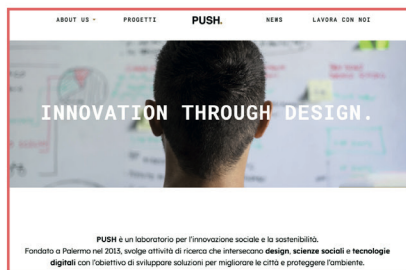 ABOUT US
PROGETTI
PUSH.
NEWS
LAVORA CON NOI
INNOVATION THROUGH DESIGN.
PUSH è un laboratorio per l'innovazione sociale e la sostenibilità.
Fondato a Palermo nel 2013, svolge attività di ricerca che intersecano design, scienze sociali e tecnologie
digitali con l'obiettivo di sviluppare soluzioni per migliorare le città e proteggere l'ambiente.